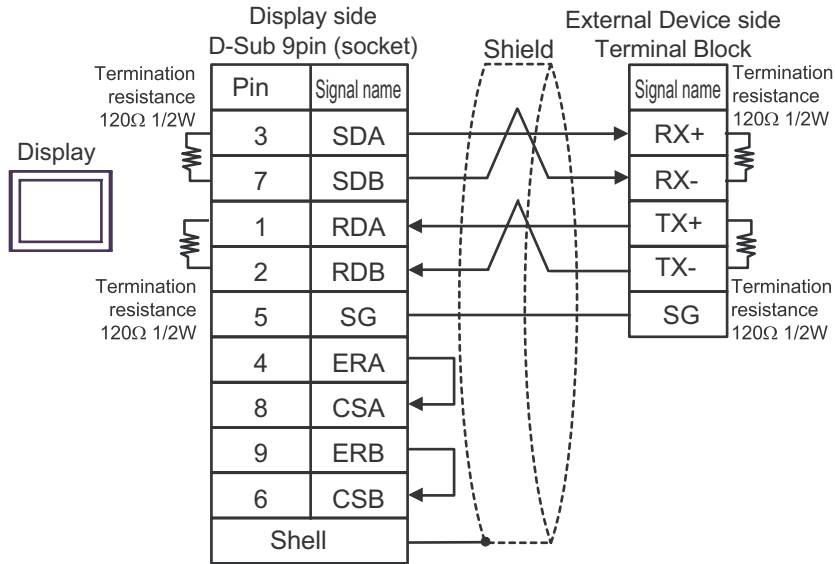 Display side
D-Sub 9pin (socket)
External Device side
Terminal Block
Shield
Termination
resistance
120Ω 1/2W
Display
Termination
resistance
120Ω 1/2W
Pin Signal name
3 SDA
7 SDB
1 RDA
2 RDB
5 SG
4 ERA
8 CSA
9 ERB
6 CSB
Shell
Signal name
RX+
RX-
TX+
TX-
SG
Termination
resistance
120Ω 1/2W
Termination
resistance
120Ω 1/2W